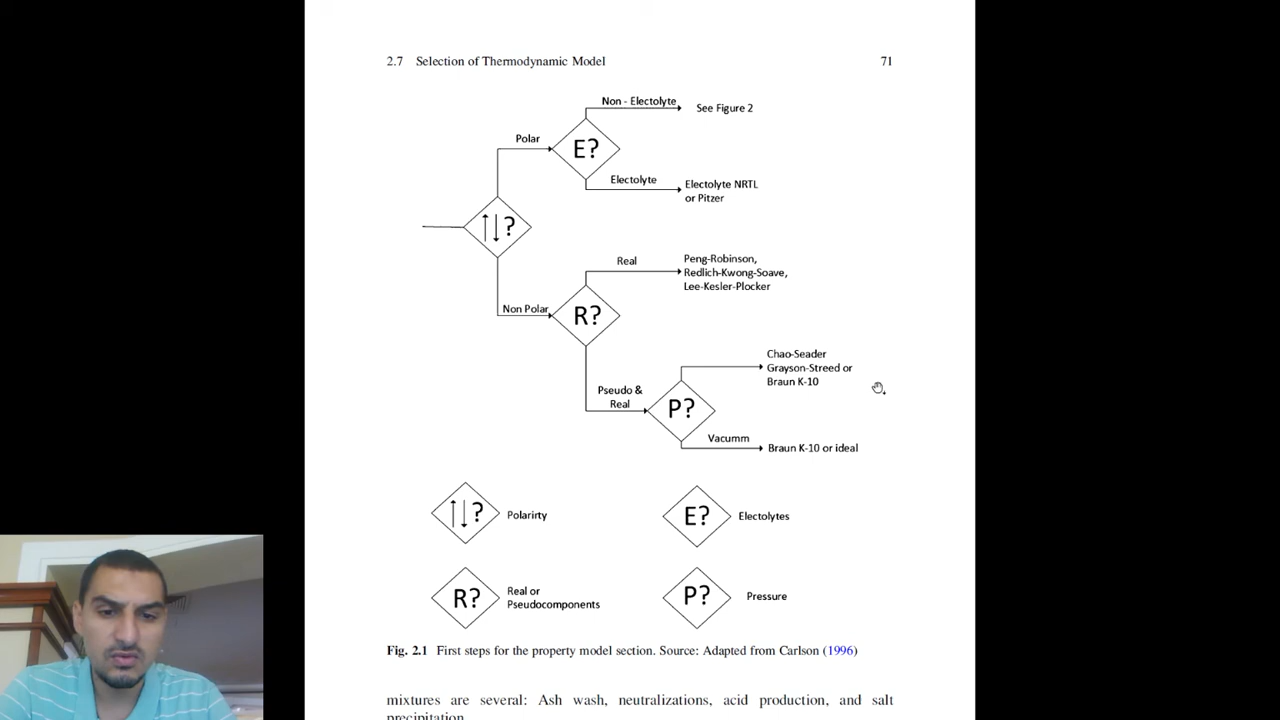 2.7 Selection of Thermodynamic Model 71
Non - Electolyte
See Figure 2
Polar
E?
Electolyte
Electolyte NRTL
or Pitzer
↑↓?
Real
Peng-Robinson,
Redlich-Kwong-Soave,
Lee-Kesler-Plocker
Non Polar
R?
Chao-Seader
Grayson-Streed or
Braun K-10
Pseudo &
Real
P?
Vacumm
Braun K-10 or ideal
↑↓?
Polarirty
E?
Electolytes
R?
Real or
Pseudocomponents
P?
Pressure
Fig. 2.1 First steps for the property model section. Source: Adapted from Carlson (1996)
mixtures are several: Ash wash, neutralizations, acid production, and salt
precipitation